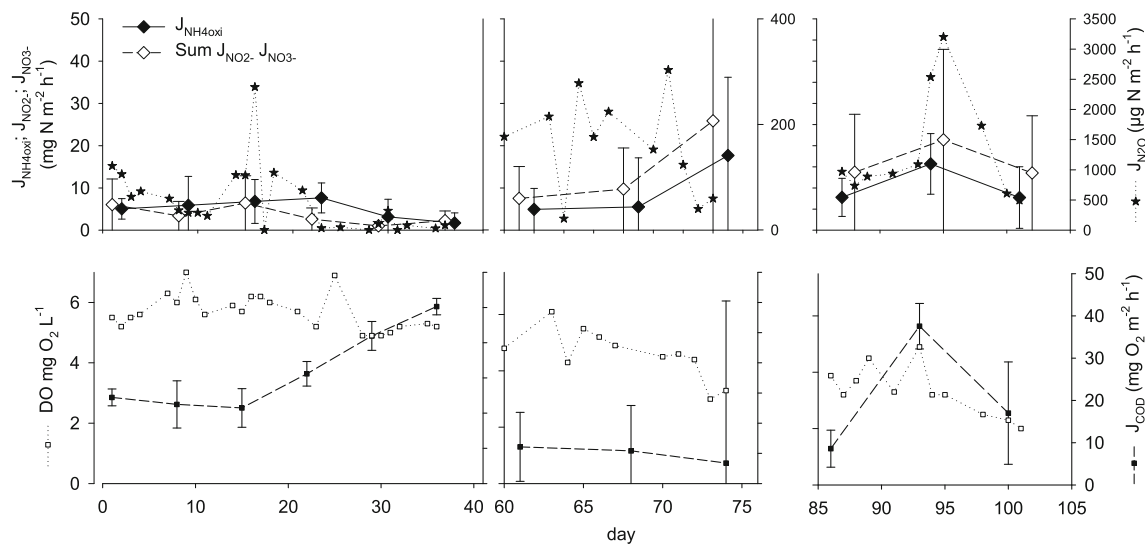 J_NH4oxi; J_NO2-; J_NO3-
(mg N m⁻² h⁻¹)
50
40
30
20
10
0
J_NH4oxi
Sum J_NO2- J_NO3-
400
200
0
3500
3000
2500
2000
1500
1000
500
0
J_N2O (µg N m⁻² h⁻¹)
DO mg O₂ L⁻¹
6
4
2
0
0 10 20 30 40
60 65 70 75
day
85 90 95 100 105
50
40
30
20
10
0
J_COD (mg O₂ m⁻² h⁻¹)